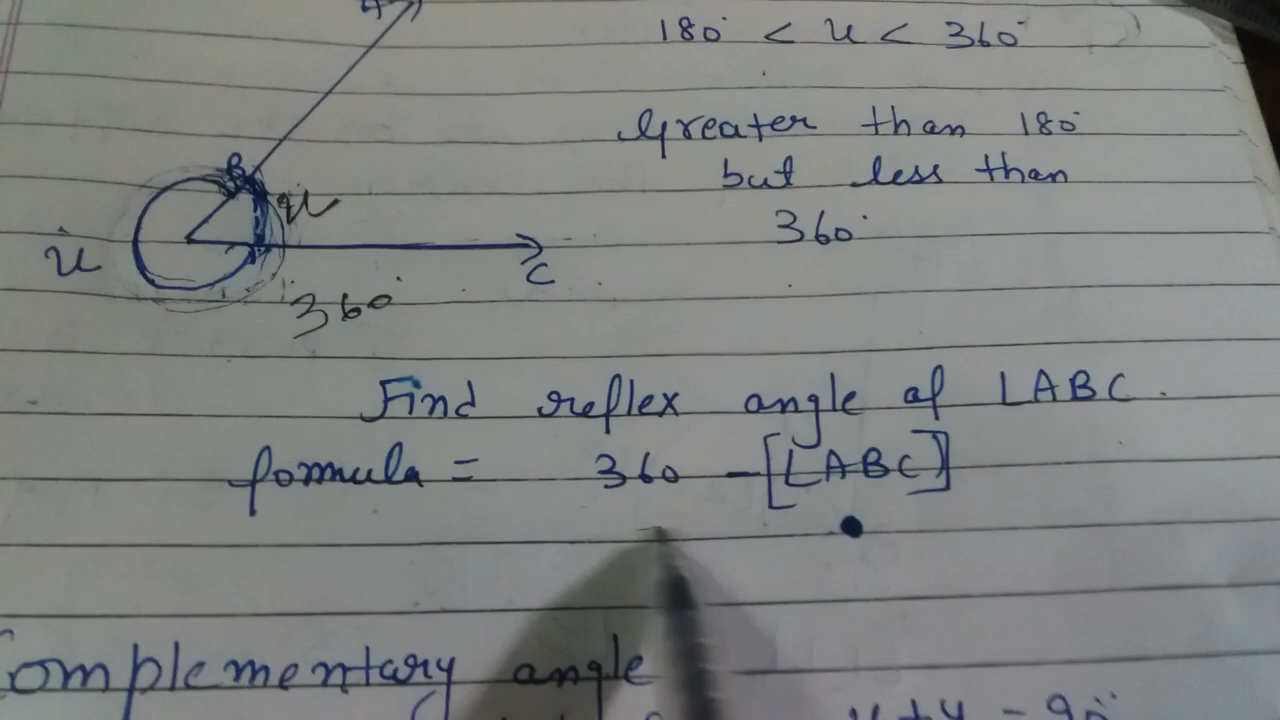 180° < x < 360°
Greater than 180°
but less than
360°
B
x
x
C
360°
Find reflex angle of ∠ABC.
formula = 360 - [∠ABC]
Complementary angle
x + y = 90°